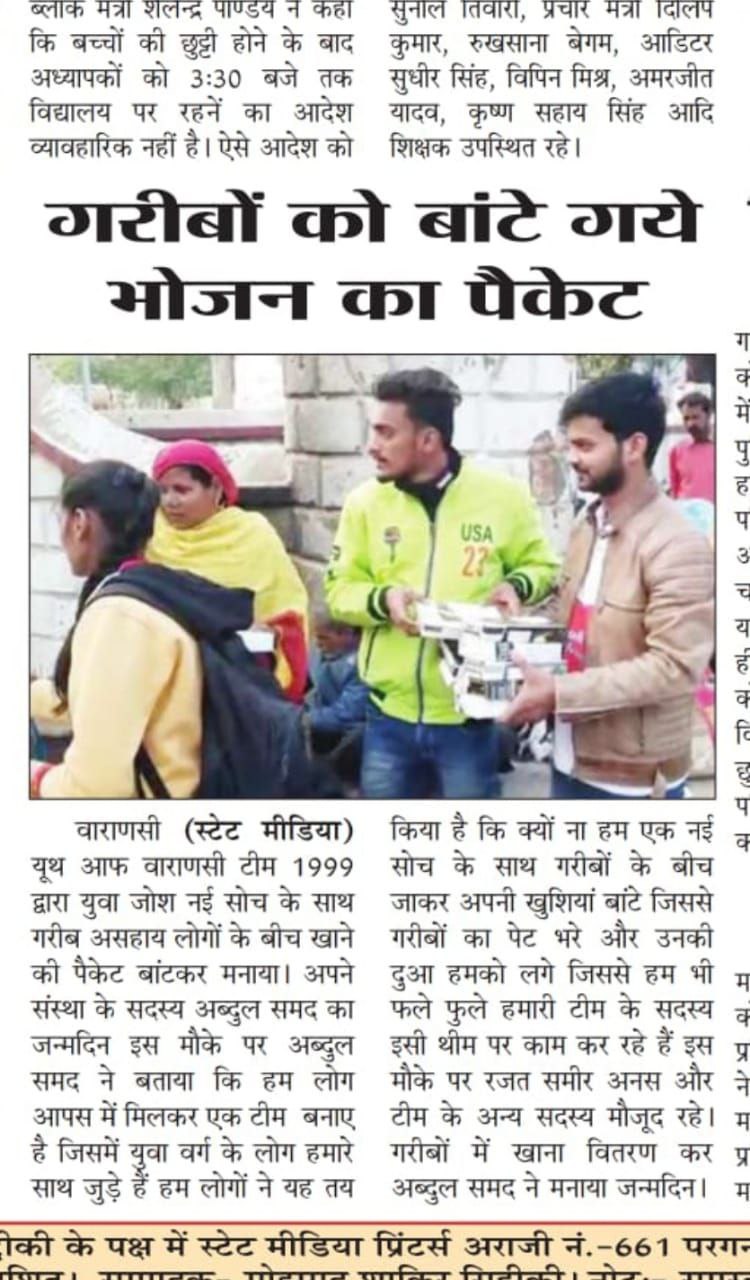 ब्लाक मंत्री शैलेन्द्र पाण्डेय ने कहा
कि बच्चों की छुट्टी होने के बाद
अध्यापकों को 3:30 बजे तक
विद्यालय पर रहनें का आदेश
व्यावहारिक नहीं है। ऐसे आदेश को
सुनील तिवारी, प्रचार मंत्री दिलीप
कुमार, रुखसाना बेगम, आडिटर
सुधीर सिंह, विपिन मिश्र, अमरजीत
यादव, कृष्ण सहाय सिंह आदि
शिक्षक उपस्थित रहे।
गरीबों को बांटे गये
भोजन का पैकेट
USA
22
वाराणसी (स्टेट मीडिया)
यूथ आफ वाराणसी टीम 1999
द्वारा युवा जोश नई सोच के साथ
गरीब असहाय लोगों के बीच खाने
की पैकेट बांटकर मनाया। अपने
संस्था के सदस्य अब्दुल समद का
जन्मदिन इस मौके पर अब्दुल
समद ने बताया कि हम लोग
आपस में मिलकर एक टीम बनाए
है जिसमें युवा वर्ग के लोग हमारे
साथ जुड़े हैं हम लोगों ने यह तय
किया है कि क्यों ना हम एक नई
सोच के साथ गरीबों के बीच
जाकर अपनी खुशियां बांटे जिससे
गरीबों का पेट भरे और उनकी
दुआ हमको लगे जिससे हम भी
फले फुले हमारी टीम के सदस्य
इसी थीम पर काम कर रहे हैं इस
मौके पर रजत समीर अनस और
टीम के अन्य सदस्य मौजूद रहे।
गरीबों में खाना वितरण कर
अब्दुल समद ने मनाया जन्मदिन।
के पक्ष में स्टेट मीडिया प्रिंटर्स अराजी नं.-661